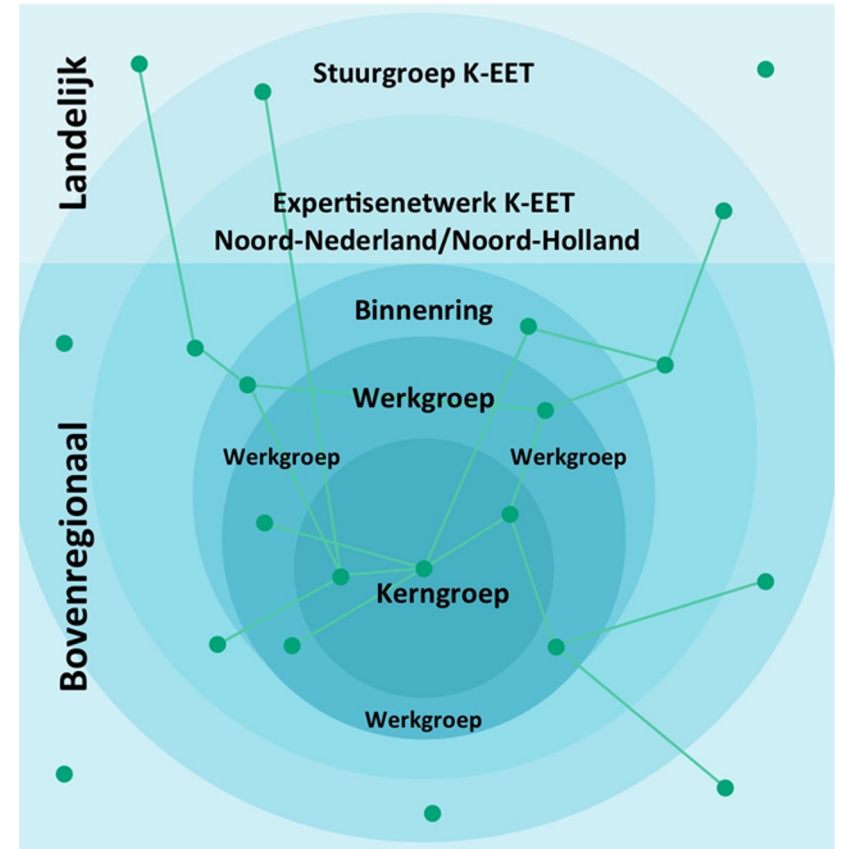 Landelijk
Stuurgroep K-EET
Expertisenetwerk K-EET
Noord-Nederland/Noord-Holland
Bovenregionaal
Binnenring
Werkgroep
Werkgroep
Werkgroep
Kerngroep
Werkgroep